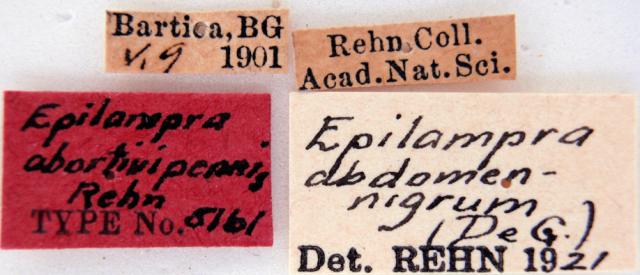 Bartica, BG
V.9 1901
Rehn Coll.
Acad. Nat. Sci.
Epilampra
abortivipennis
Rehn
TYPE No. 5161
Epilampra
abdomen-
nigrum
(De G.)
Det. REHN 1921